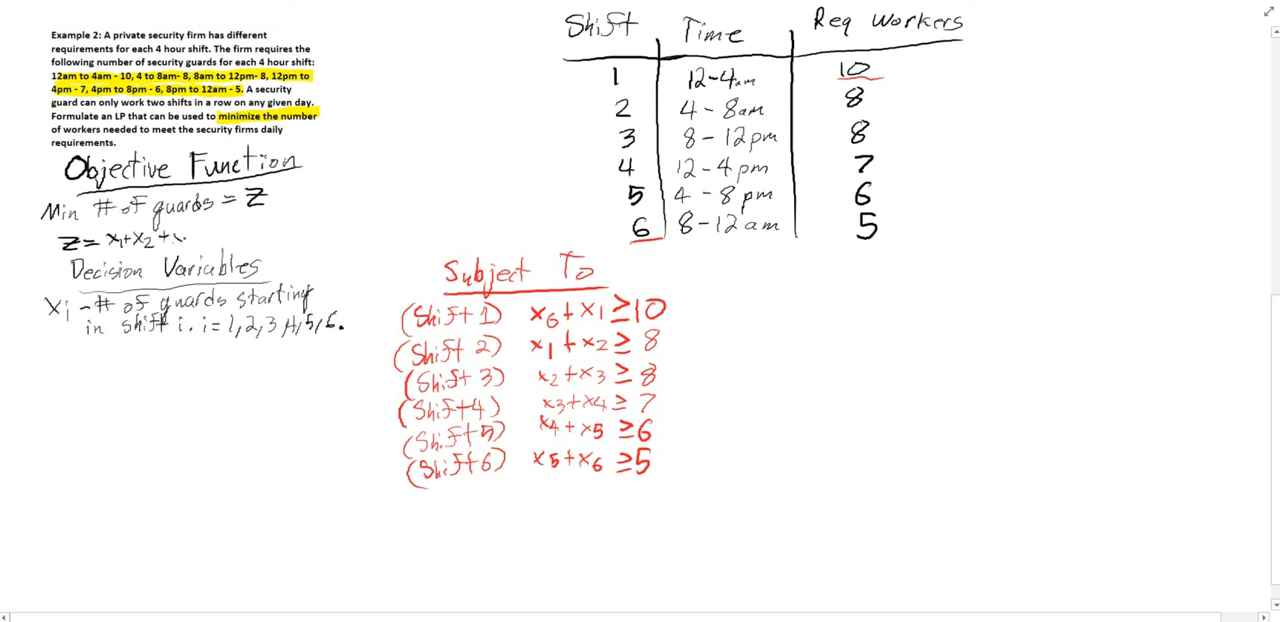 Example 2: A private security firm has different
requirements for each 4 hour shift. The firm requires the
following number of security guards for each 4 hour shift:
12am to 4am - 10, 4 to 8am- 8, 8am to 12pm- 8, 12pm to
4pm - 7, 4pm to 8pm - 6, 8pm to 12am - 5. A security
guard can only work two shifts in a row on any given day.
Formulate an LP that can be used to minimize the number
of workers needed to meet the security firms daily
requirements.
Objective Function
Min # of guards = Z
Z = x1+x2 +x
Decision Variables
xi - # of guards starting
in shift i. i = 1, 2, 3, 4, 5, 6.
Shift Time Req Workers
1 12-4am 10
2 4-8am 8
3 8-12pm 8
4 12-4pm 7
5 4-8pm 6
6 8-12am 5
Subject To
(Shift 1) x6 + x1 ≥ 10
(Shift 2) x1 + x2 ≥ 8
(Shift 3) x2 + x3 ≥ 8
(Shift 4) x3 + x4 ≥ 7
(Shift 5) x4 + x5 ≥ 6
(Shift 6) x5 + x6 ≥ 5